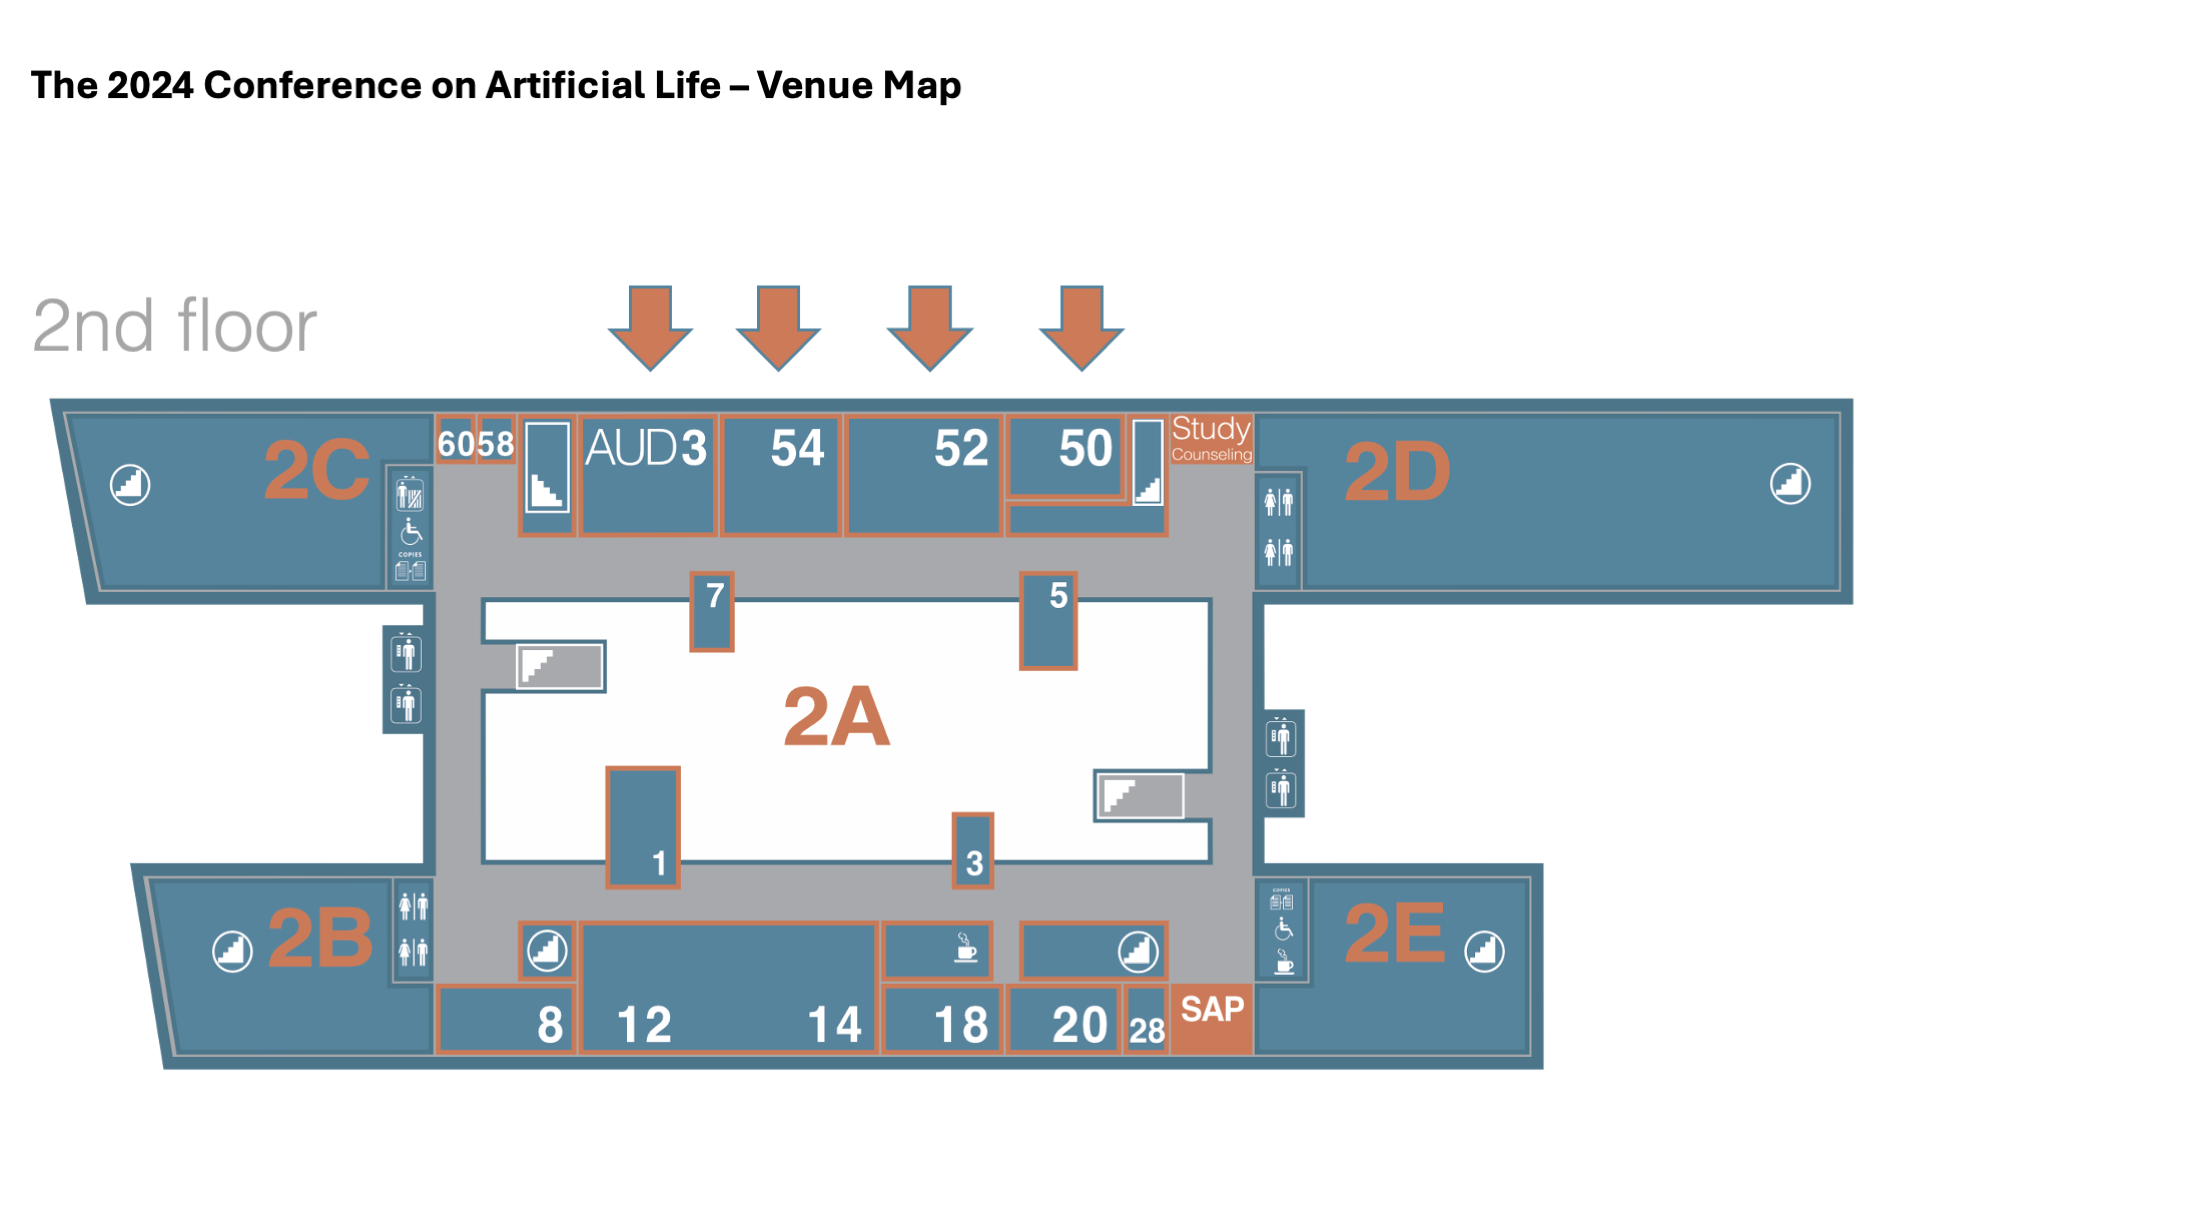 The 2024 Conference on Artificial Life – Venue Map
2nd floor
2C
60
58
AUD3
54
52
50
Study
Counseling
2D
COPIES
7
5
2A
1
3
2B
8
12
14
18
20
28
SAP
COPIES
2E